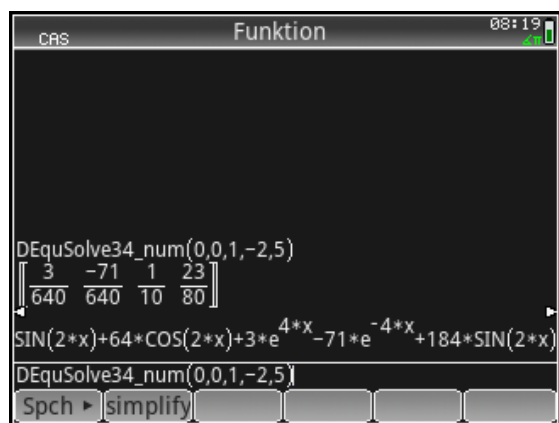 CAS Funktion 08:19
∡π
DEquSolve34_num(0,0,1,-2,5)
[[3/640 -71/640 1/10 23/80]]
SIN(2*x)+64*COS(2*x)+3*e^4*x-71*e^-4*x+184*SIN(2*x)
DEquSolve34_num(0,0,1,-2,5)
Spch ► simplify